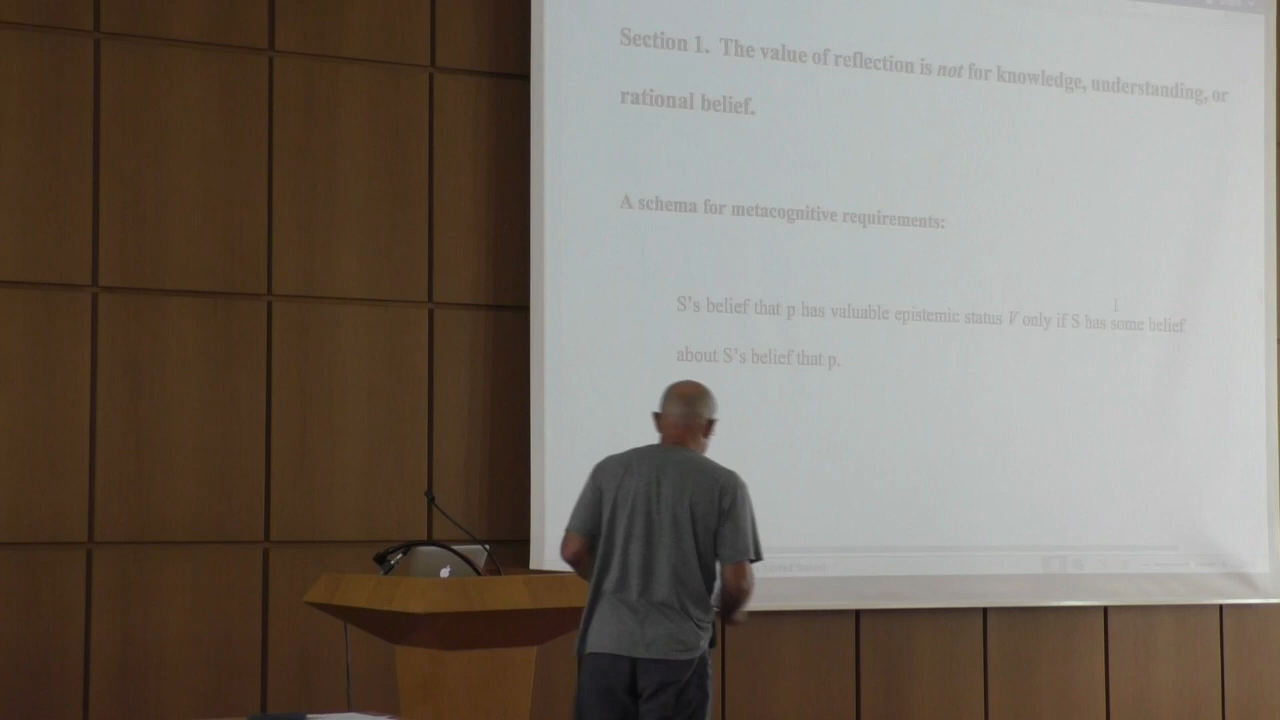 Section 1. The value of reflection is not for knowledge, understanding, or
rational belief.
A schema for metacognitive requirements:
S's belief that p has valuable epistemic status V only if S has some belief
about S's belief that p.